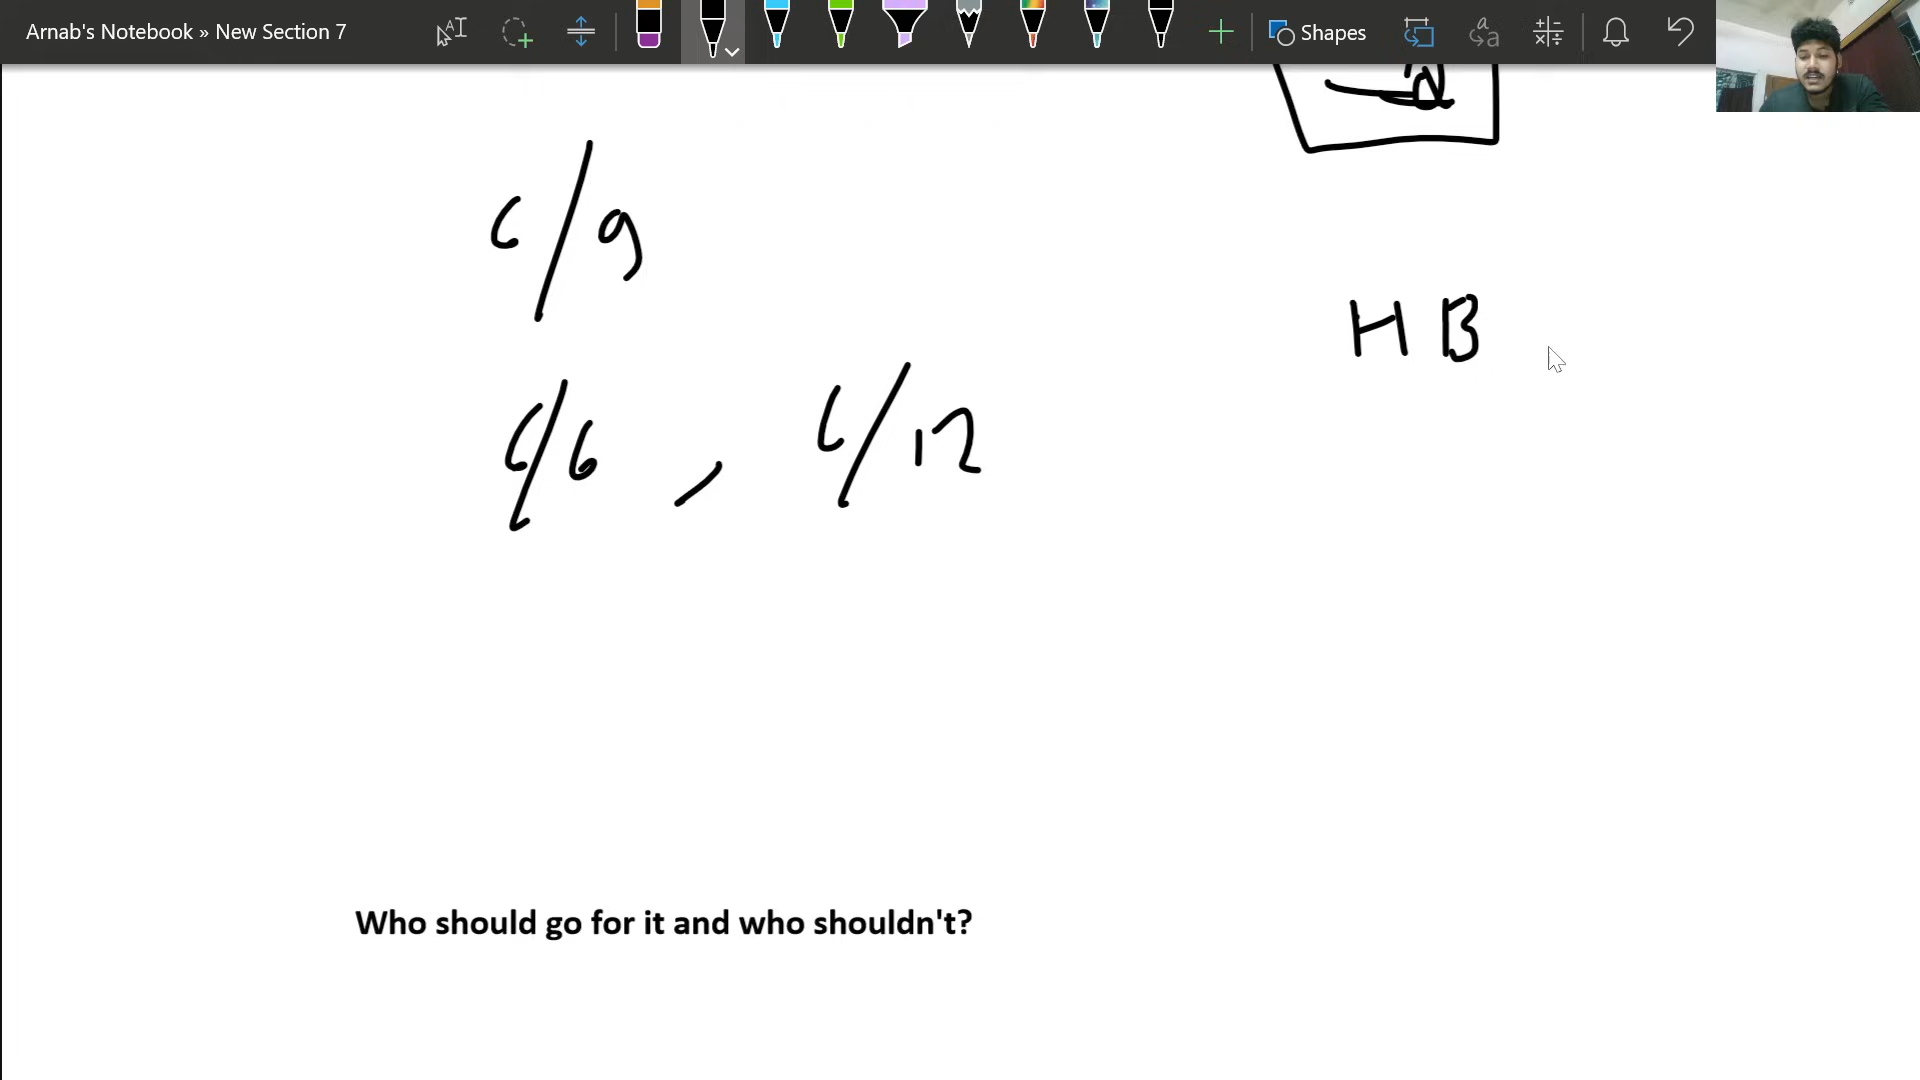 Arnab's Notebook » New Section 7
Shapes
6/9
HB
6/6 , 6/12
Who should go for it and who shouldn't?